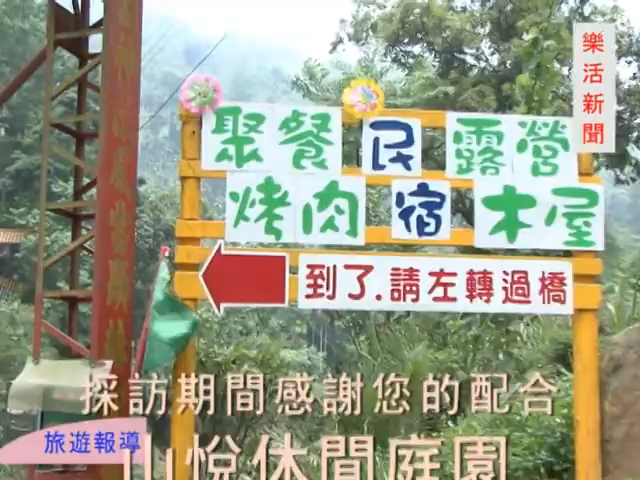 樂活新聞
聚餐 民 露營
烤肉 宿 木屋
到了.請左轉過橋
採訪期間感謝您的配合
旅遊報導
山悅休閒庭園